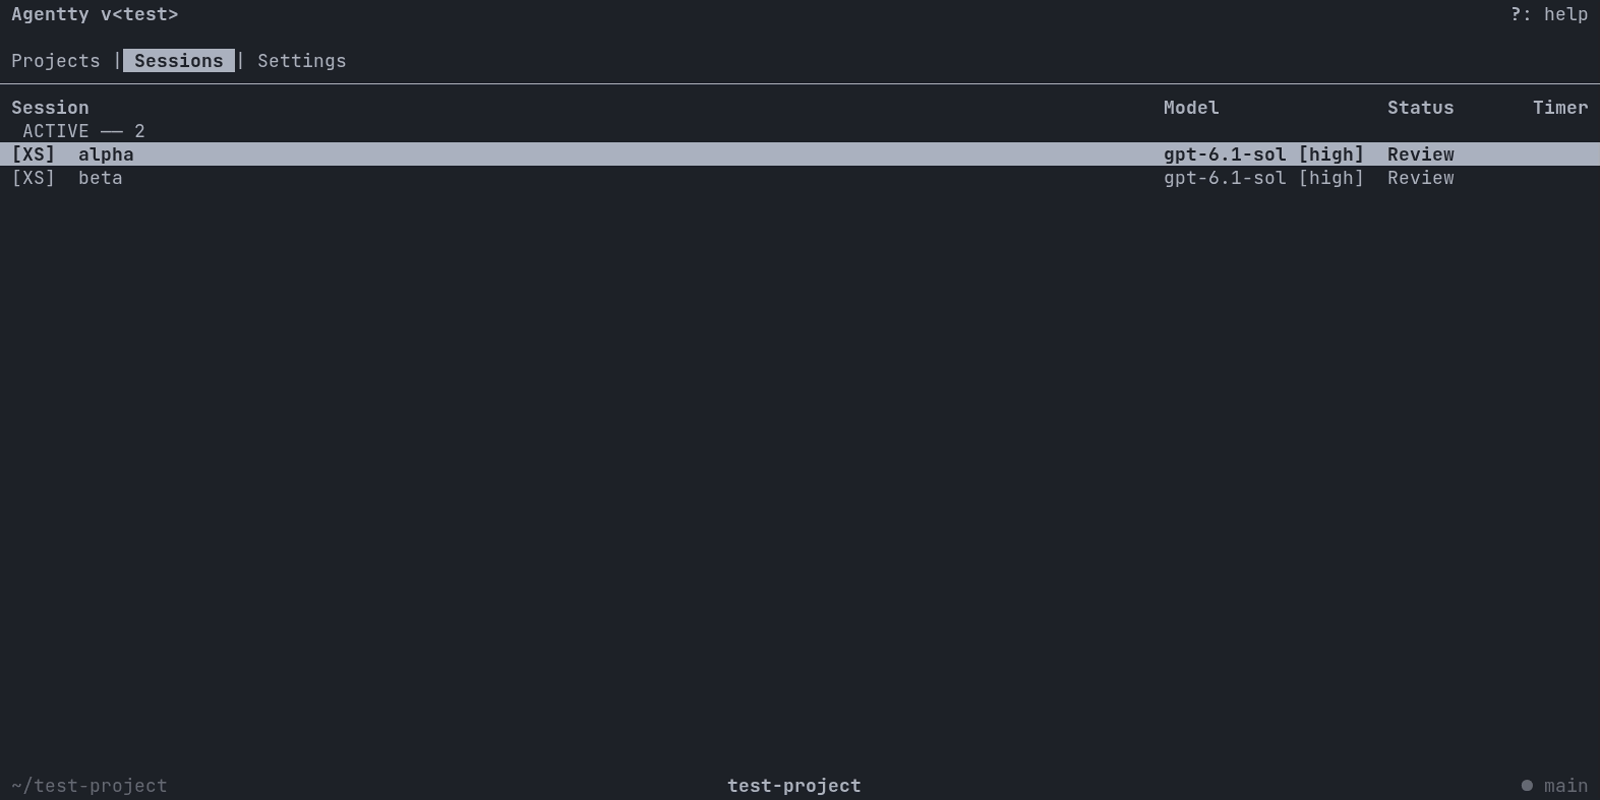 Agentty v<test> ?: help
Projects | Sessions | Settings
Session Model Status Timer
ACTIVE —— 2
[XS] alpha gpt-6.1-sol [high] Review
[XS] beta gpt-6.1-sol [high] Review
~/test-project test-project ● main